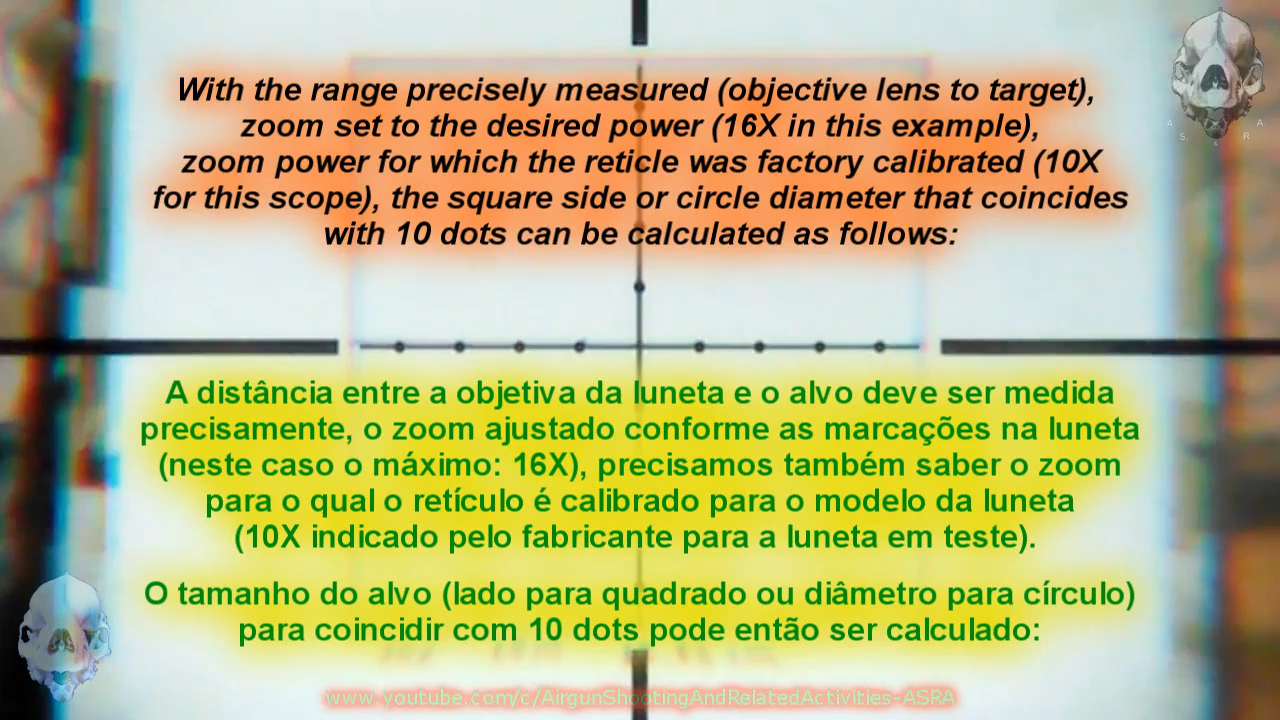 With the range precisely measured (objective lens to target),
zoom set to the desired power (16X in this example),
zoom power for which the reticle was factory calibrated (10X
for this scope), the square side or circle diameter that coincides
with 10 dots can be calculated as follows:
A distância entre a objetiva da luneta e o alvo deve ser medida
precisamente, o zoom ajustado conforme as marcações na luneta
(neste caso o máximo: 16X), precisamos também saber o zoom
para o qual o retículo é calibrado para o modelo da luneta
(10X indicado pelo fabricante para a luneta em teste).
O tamanho do alvo (lado para quadrado ou diâmetro para círculo)
para coincidir com 10 dots pode então ser calculado:
www.youtube.com/c/AirgunShootingAndRelatedActivities-ASRA